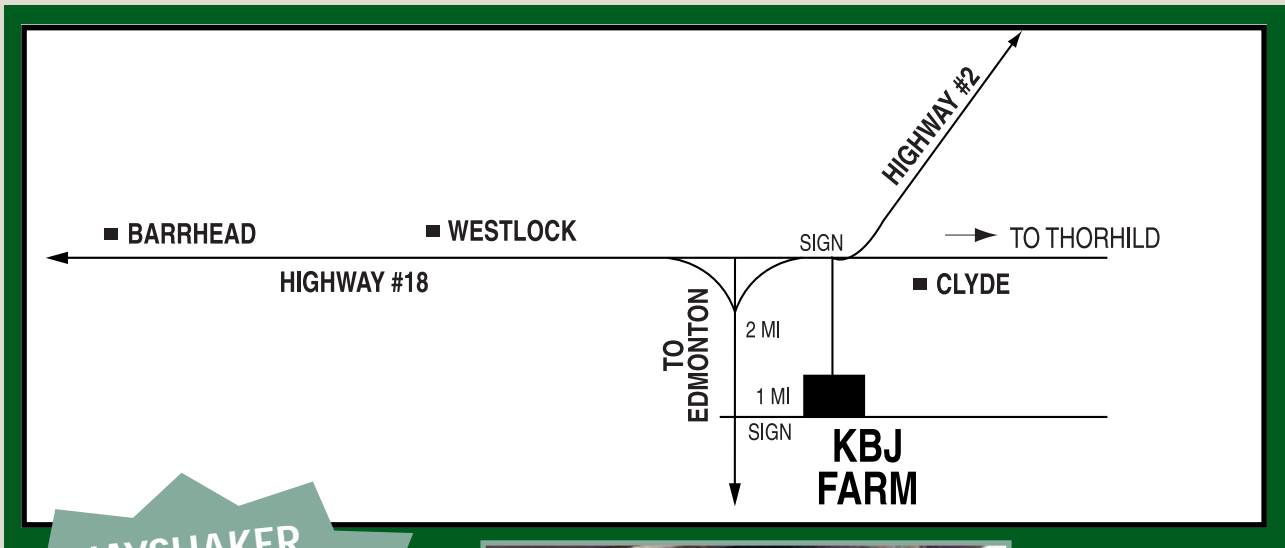 HIGHWAY #2
BARRHEAD
WESTLOCK
SIGN
TO THORHILD
HIGHWAY #18
CLYDE
TO
EDMONTON
2 MI
1 MI
SIGN
KBJ
FARM